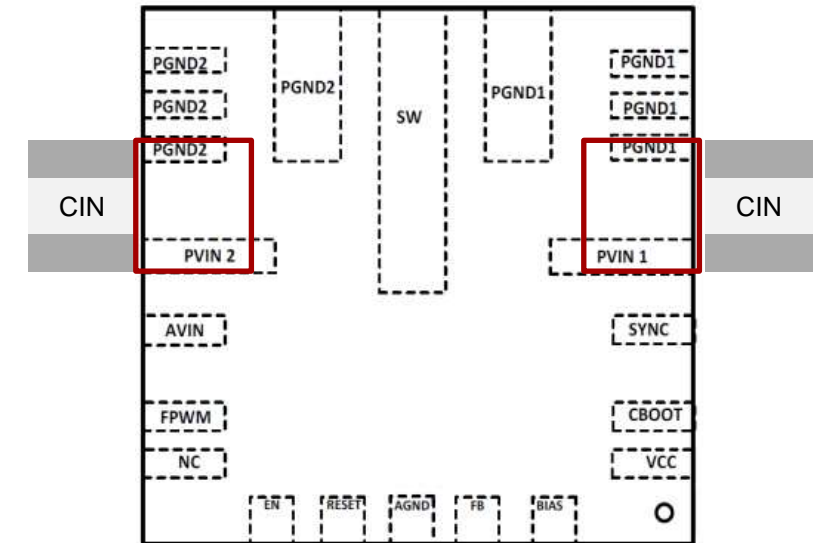 PGND2
PGND1
PGND2
PGND1
SW
PGND2
PGND1
PGND2
PGND1
CIN
CIN
PVIN 2
PVIN 1
AVIN
SYNC
FPWM
CBOOT
NC
VCC
EN
RESET
AGND
FB
BIAS